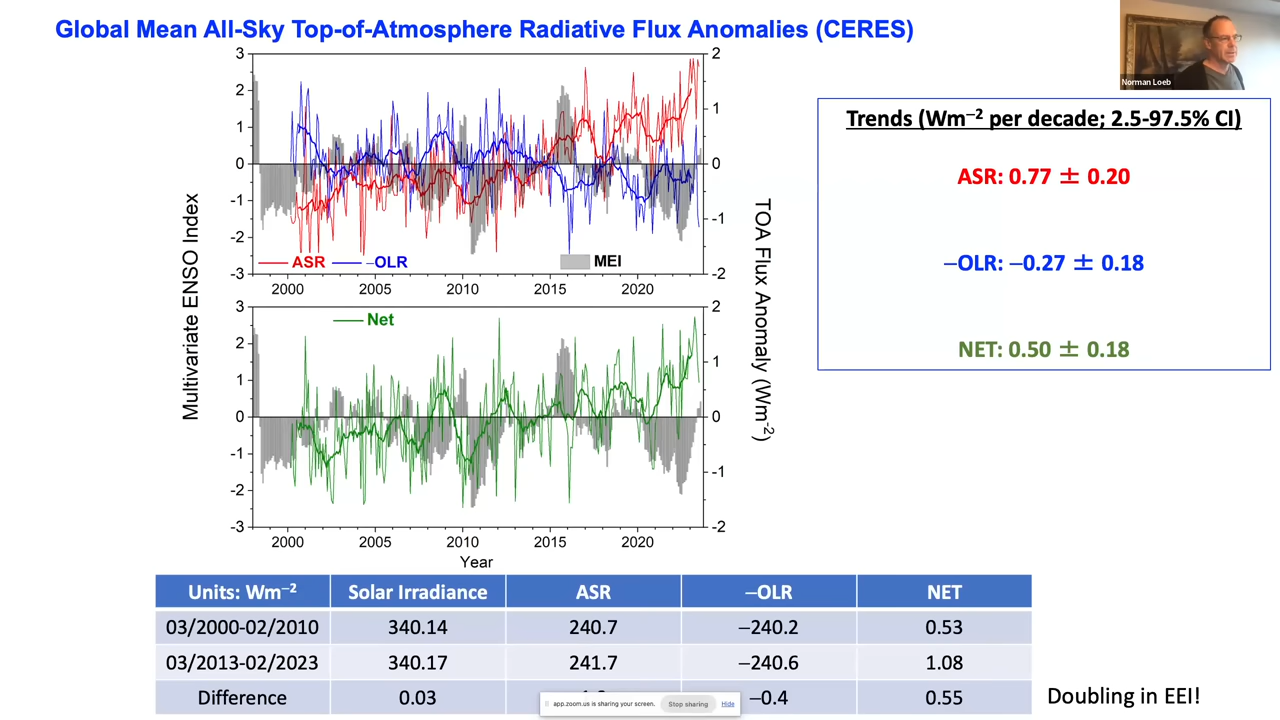 Global Mean All-Sky Top-of-Atmosphere Radiative Flux Anomalies (CERES)
Norman Loeb
3
2
1
0
-1
-2
-3
2
1
0
-1
-2
ASR
–OLR
MEI
2000 2005 2010 2015 2020
Multivariate ENSO Index
TOA Flux Anomaly (Wm-2)
3
2
1
0
-1
-2
-3
2
1
0
-1
-2
Net
2000 2005 2010 2015 2020
Year
Trends (Wm–2 per decade; 2.5-97.5% CI)
ASR: 0.77 ± 0.20
–OLR: –0.27 ± 0.18
NET: 0.50 ± 0.18
Units: Wm–2 Solar Irradiance ASR –OLR NET
03/2000-02/2010 340.14 240.7 –240.2 0.53
03/2013-02/2023 340.17 241.7 –240.6 1.08
Difference 0.03 –0.4 0.55
Doubling in EEI!
app.zoom.us is sharing your screen. Stop sharing Hide